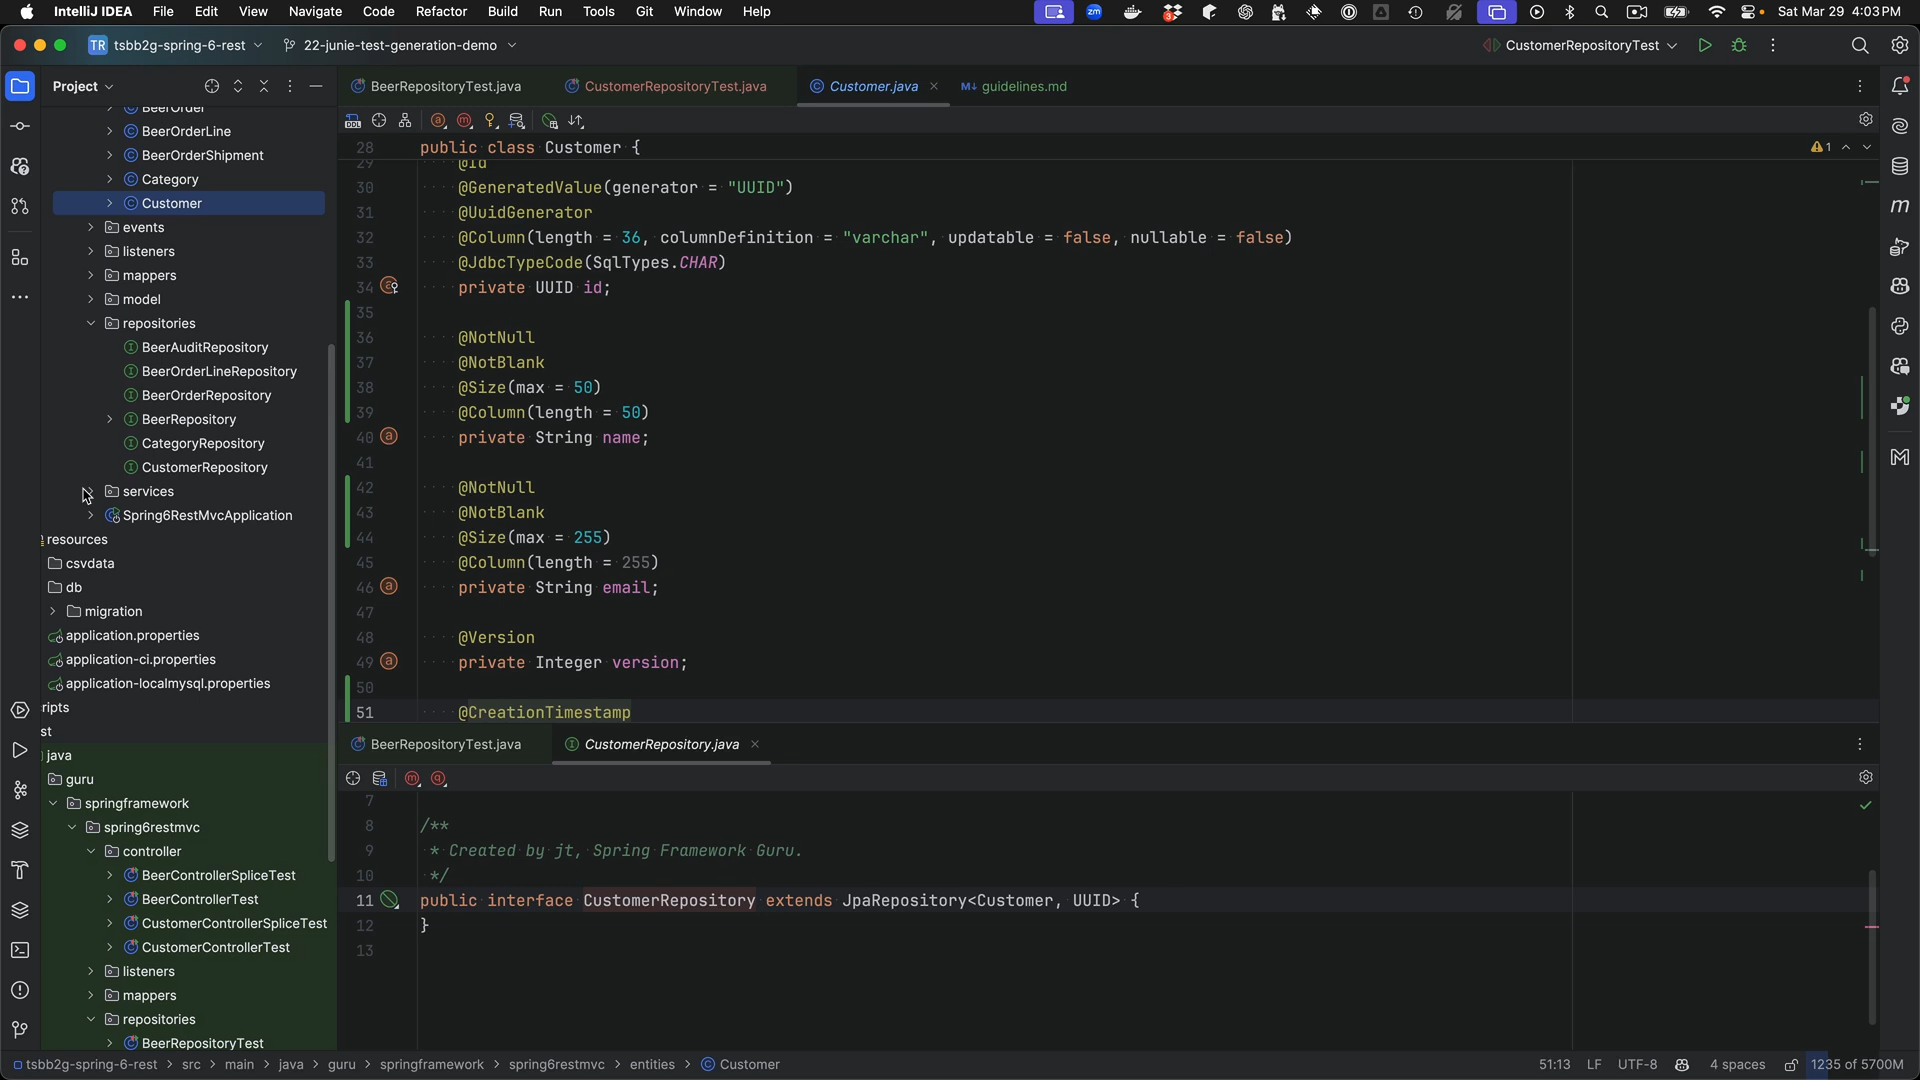 IntelliJ IDEA File Edit View Navigate Code Refactor Build Run Tools Git Window Help
Sat Mar 29 4:03 PM
TR tsbb2g-spring-6-rest 22-junie-test-generation-demo
CustomerRepositoryTest
Project
BeerOrder
BeerOrderLine
BeerOrderShipment
Category
Customer
events
listeners
mappers
model
repositories
BeerAuditRepository
BeerOrderLineRepository
BeerOrderRepository
BeerRepository
CategoryRepository
CustomerRepository
services
Spring6RestMvcApplication
resources
csvdata
db
migration
application.properties
application-ci.properties
application-localmysql.properties
ripts
st
java
guru
springframework
spring6restmvc
controller
BeerControllerSpliceTest
BeerControllerTest
CustomerControllerSpliceTest
CustomerControllerTest
listeners
mappers
repositories
BeerRepositoryTest
BeerRepositoryTest.java CustomerRepositoryTest.java Customer.java guidelines.md
28 public class Customer {
1
29 @Id
30 @GeneratedValue(generator = "UUID")
31 @UuidGenerator
32 @Column(length = 36, columnDefinition = "varchar", updatable = false, nullable = false)
33 @JdbcTypeCode(SqlTypes.CHAR)
34 private UUID id;
35
36 @NotNull
37 @NotBlank
38 @Size(max = 50)
39 @Column(length = 50)
40 private String name;
41
42 @NotNull
43 @NotBlank
44 @Size(max = 255)
45 @Column(length = 255)
46 private String email;
47
48 @Version
49 private Integer version;
50
51 @CreationTimestamp
BeerRepositoryTest.java CustomerRepository.java
7
8 /**
9 * Created by jt, Spring Framework Guru.
10 */
11 public interface CustomerRepository extends JpaRepository<Customer, UUID> {
12 }
13
tsbb2g-spring-6-rest > src > main > java > guru > springframework > spring6restmvc > entities > Customer
51:13 LF UTF-8 4 spaces 1235 of 5700M